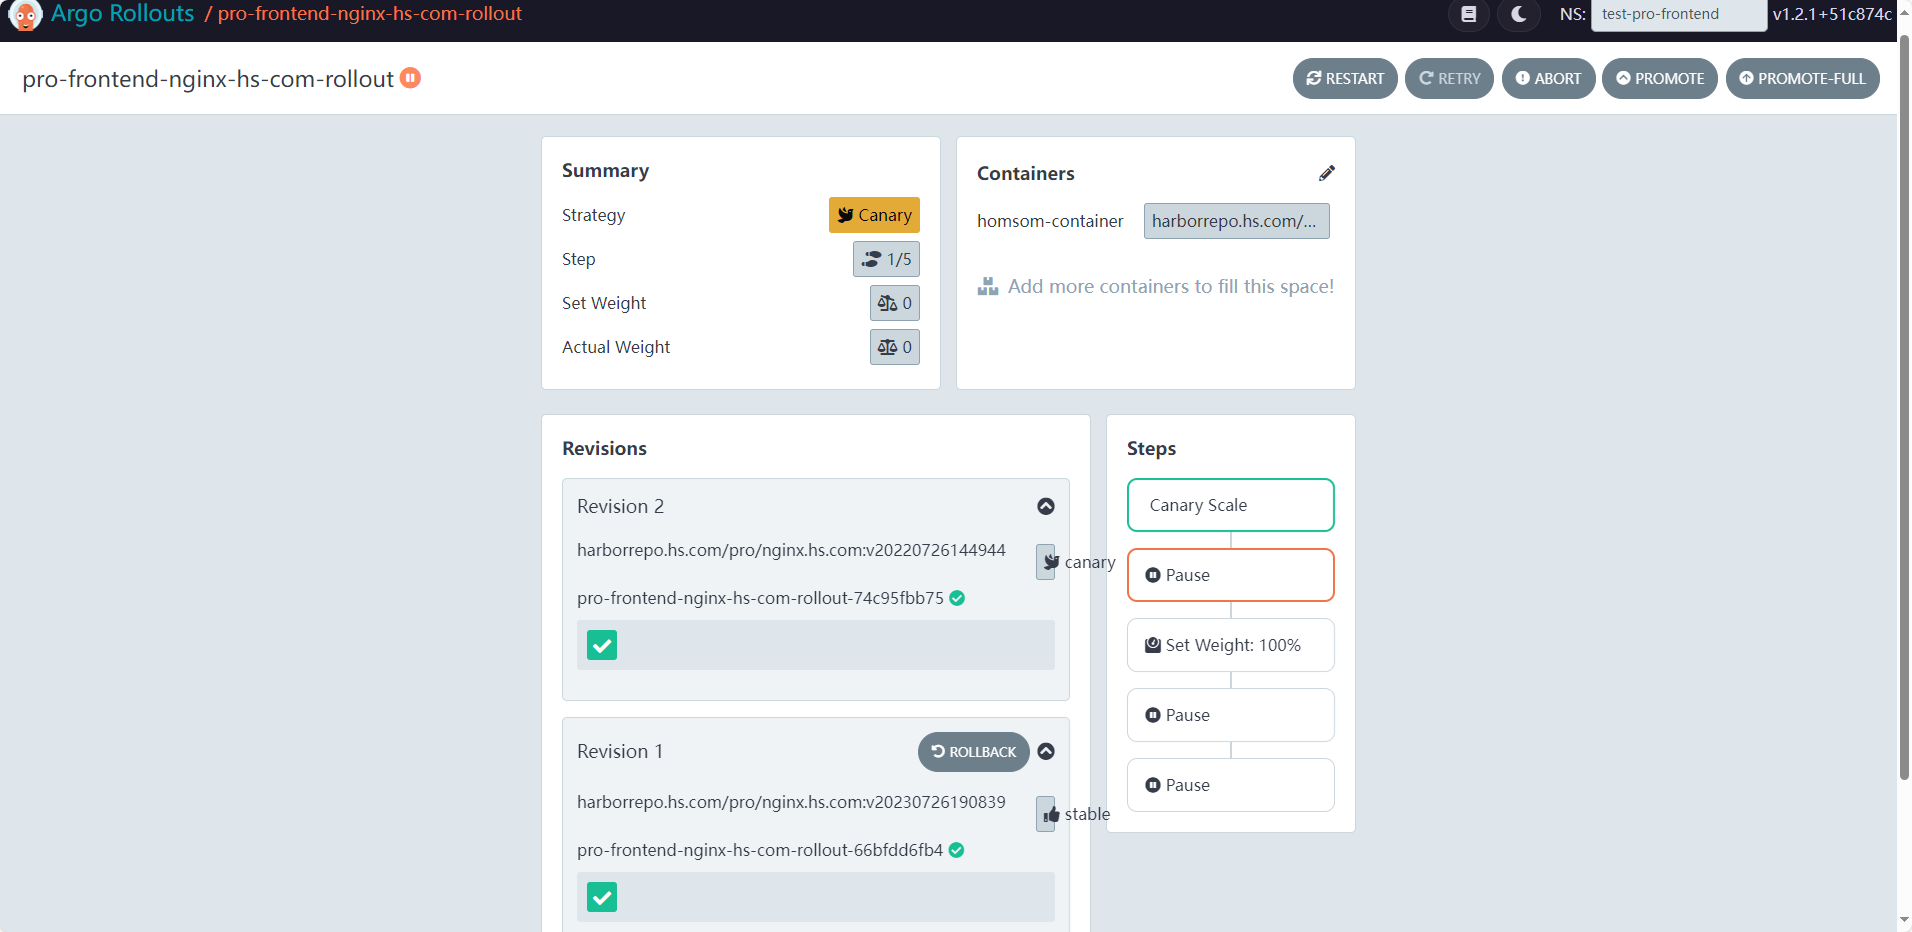 Argo Rollouts / pro-frontend-nginx-hs-com-rollout
NS: test-pro-frontend v1.2.1+51c874c
pro-frontend-nginx-hs-com-rollout
RESTART RETRY ABORT PROMOTE PROMOTE-FULL
Summary
Strategy Canary
Step 1/5
Set Weight 0
Actual Weight 0
Containers
homsom-container harborrepo.hs.com/...
Add more containers to fill this space!
Revisions
Revision 2
harborrepo.hs.com/pro/nginx.hs.com:v20220726144944
canary
pro-frontend-nginx-hs-com-rollout-74c95fbb75
Revision 1 ROLLBACK
harborrepo.hs.com/pro/nginx.hs.com:v20230726190839
stable
pro-frontend-nginx-hs-com-rollout-66bfdd6fb4
Steps
Canary Scale
Pause
Set Weight: 100%
Pause
Pause